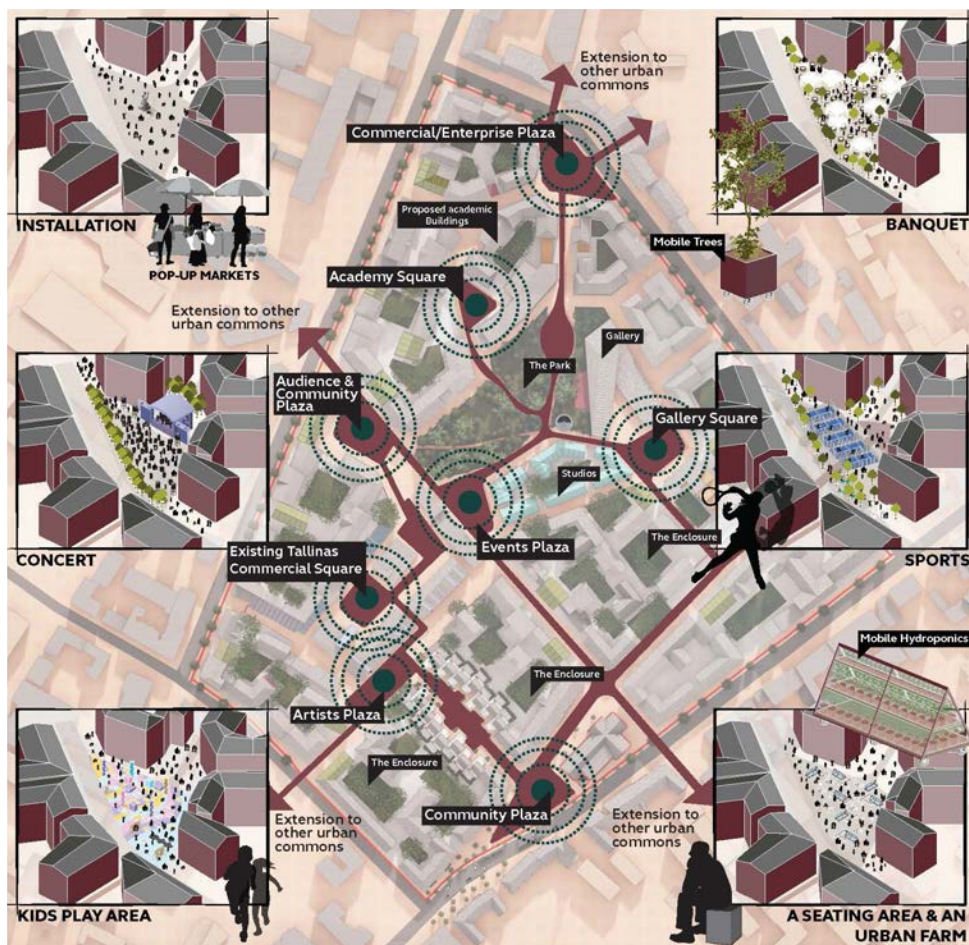 Extension to
other urban
commons
Commercial/Enterprise Plaza
INSTALLATION
POP-UP MARKETS
Proposed academic
Buildings
BANQUET
Mobile Trees
Academy Square
Extension to other
urban commons
Gallery
The Park
Audience &
Community
Plaza
Gallery Square
Studios
CONCERT
Existing Tallinas
Commercial Square
Events Plaza
The Enclosure
SPORTS
Mobile Hydroponics
The Enclosure
Artists Plaza
The Enclosure
Community Plaza
Extension to
other urban
commons
Extension to
other urban
commons
KIDS PLAY AREA
A SEATING AREA & AN
URBAN FARM